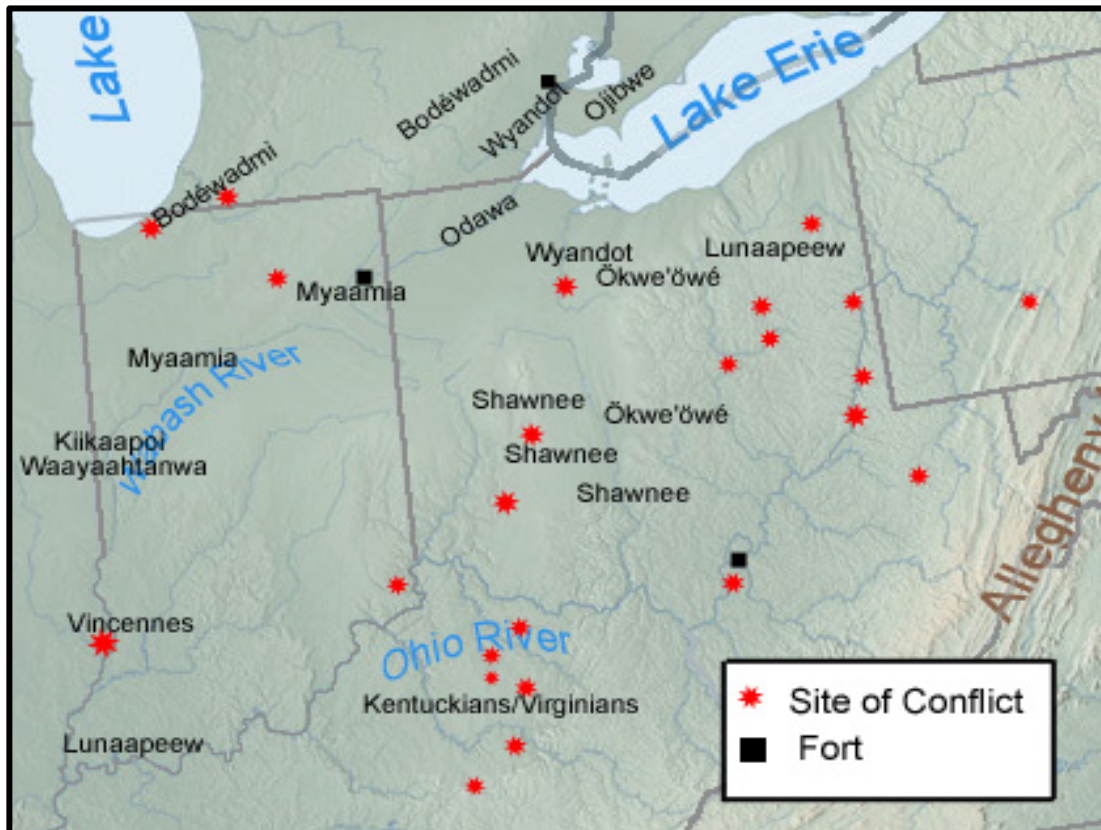 Lake
Lake Erie
Bodéwadmi
Wyandot
Ojibwe
Bodéwadmi
Odawa
Wyandot
Lunaapeew
Ökwe'öwé
Myaamia
Myaamia
Wabash River
Shawnee
Ökwe'öwé
Kiikaapoi
Waayaahtanwa
Shawnee
Shawnee
Allegheny
Vincennes
Ohio River
Kentuckians/Virginians
Lunaapeew
Site of Conflict
Fort